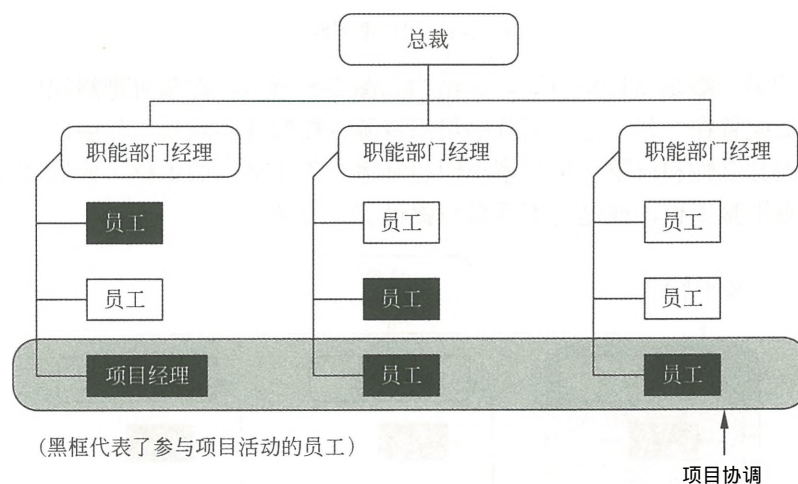 总裁
职能部门经理
职能部门经理
职能部门经理
员工
员工
员工
员工
员工
员工
项目经理
员工
员工
(黑框代表了参与项目活动的员工)
项目协调